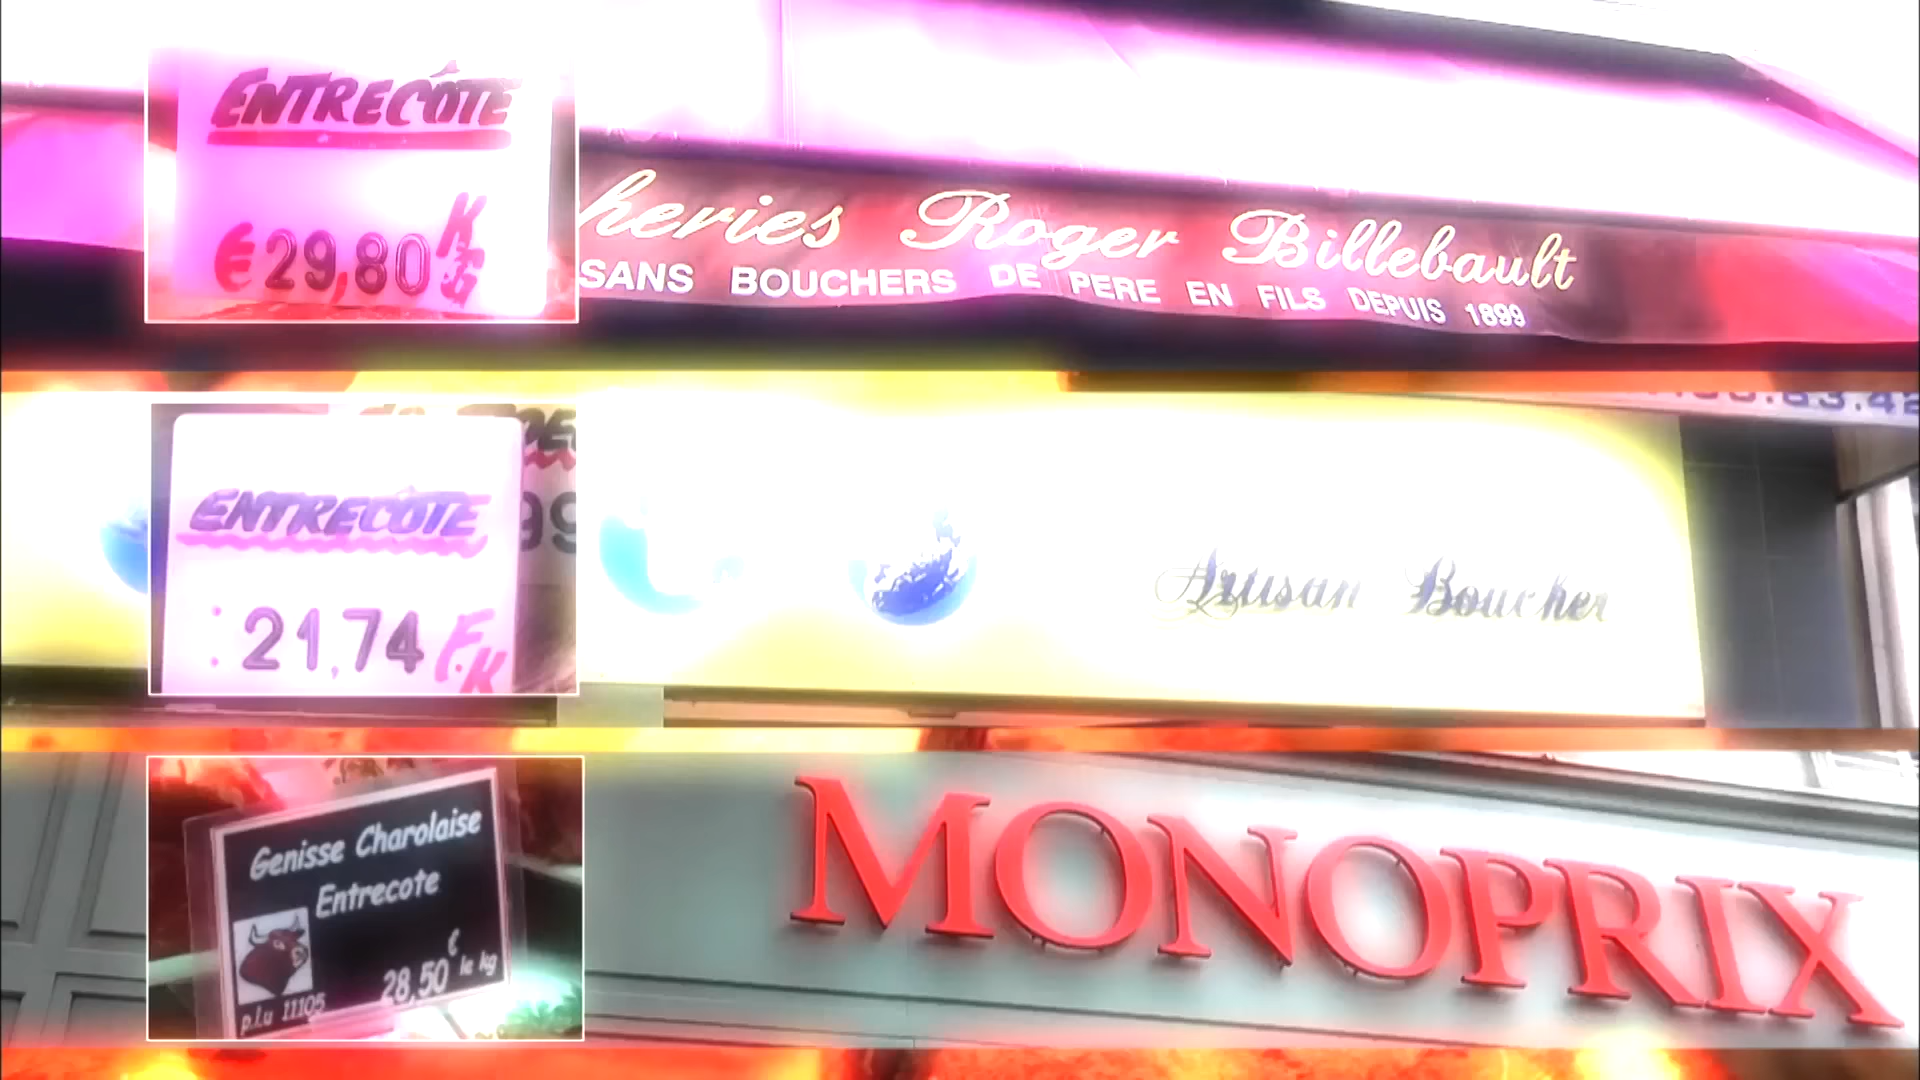 ENTRECÔTE
€29,80 K
heries Roger Billebault
SANS BOUCHERS DE PERE EN FILS DEPUIS 1899
ENTRECÔTE
21,74 F.K
99
Artisan Boucher
Genisse Charolaise
Entrecote
28,50 € le kg
p.l.u 11105
MONOPRIX